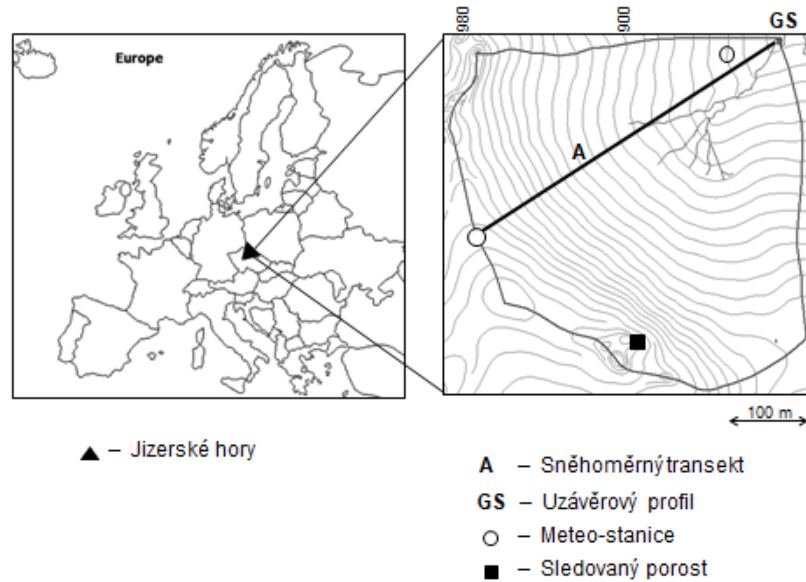 Europe
980
900
GS
A
100 m
▲ – Jizerské hory
A – Sněhoměrný transekt
GS – Uzávěrový profil
○ – Meteo-stanice
■ – Sledovaný porost